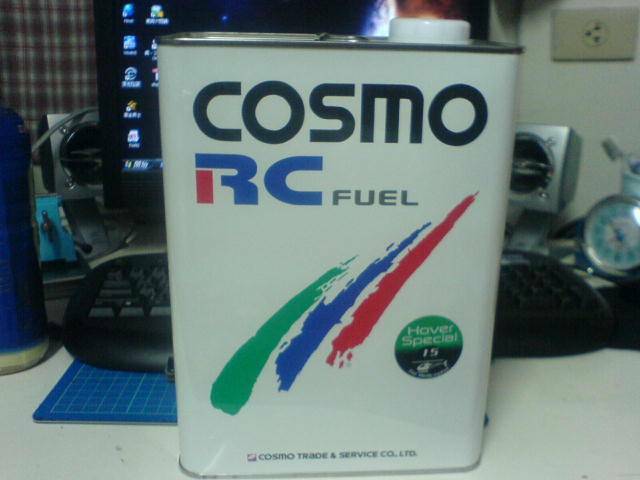 COSMO
RC FUEL
Hover
Special
15
COSMO TRADE & SERVICE CO., LTD.